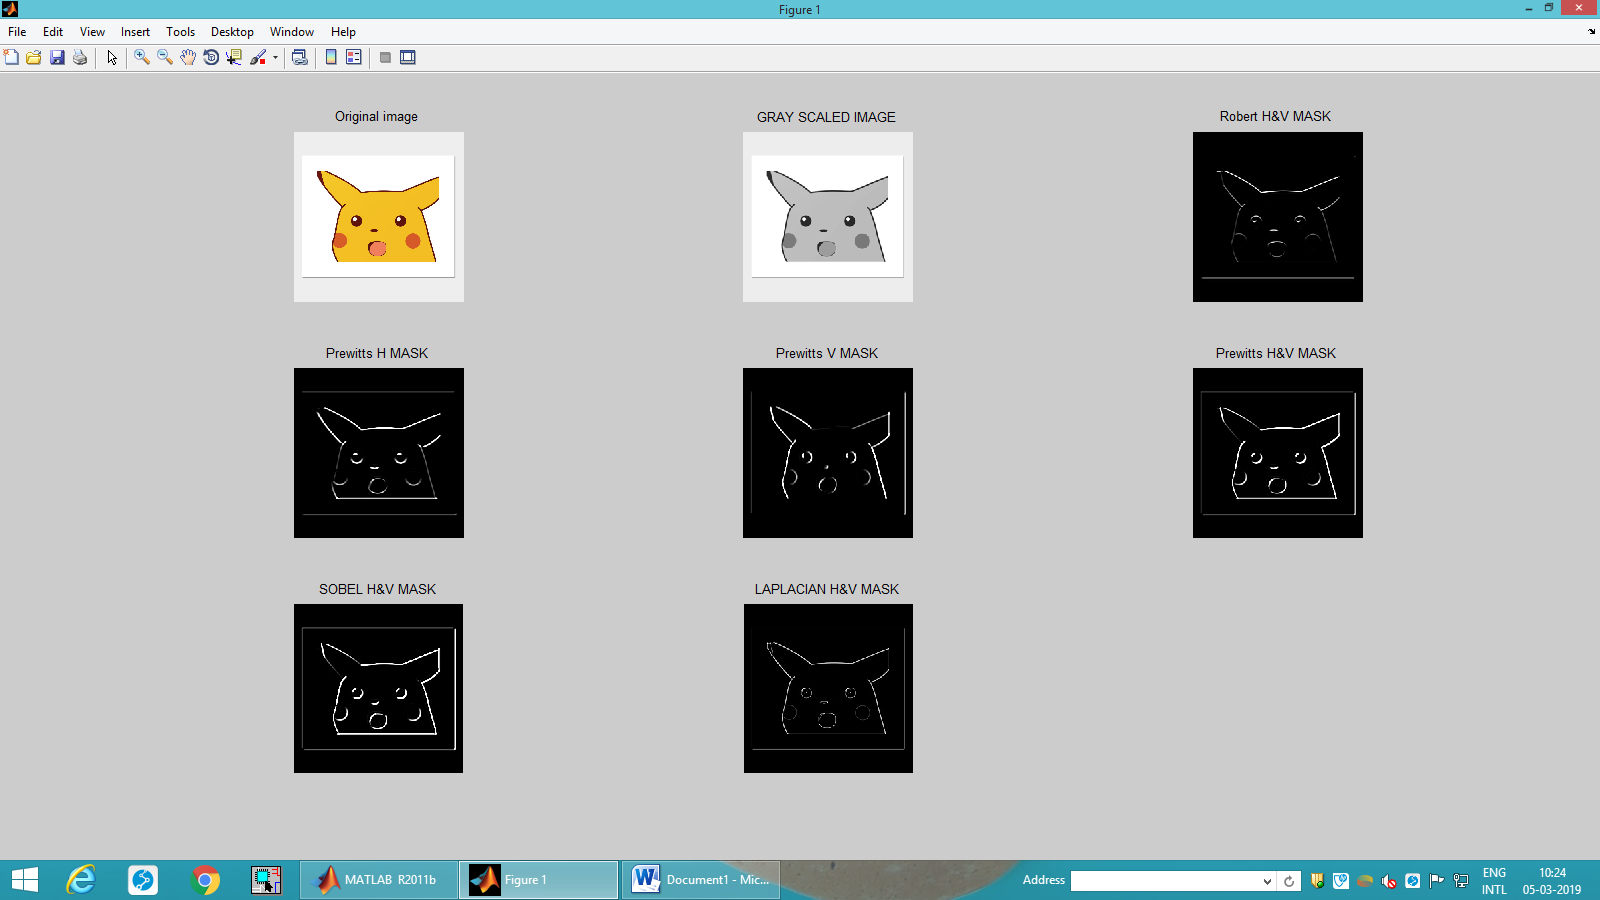 Figure 1
File Edit View Insert Tools Desktop Window Help
Original image
GRAY SCALED IMAGE
Robert H&V MASK
Prewitts H MASK
Prewitts V MASK
Prewitts H&V MASK
SOBEL H&V MASK
LAPLACIAN H&V MASK
MATLAB R2011b
Figure 1
Document1 - Mic...
Address
ENG
INTL
10:24
05-03-2019